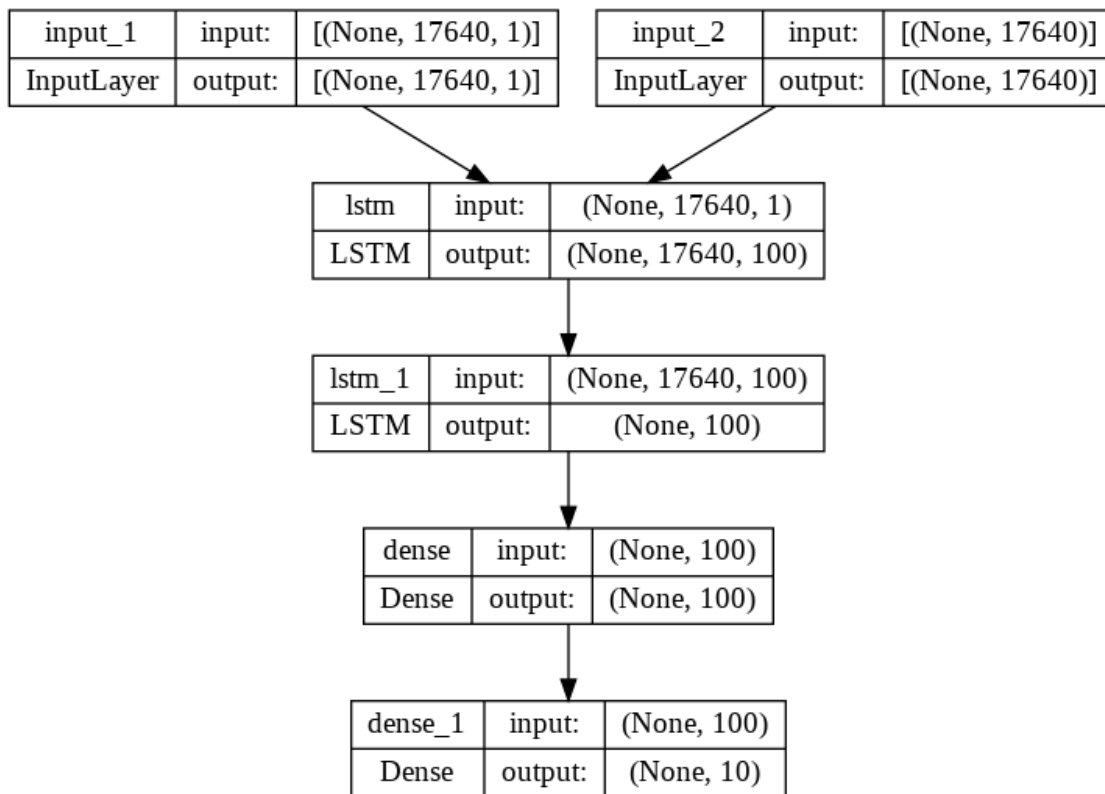 input_1 input: [(None, 17640, 1)]
InputLayer output: [(None, 17640, 1)]
input_2 input: [(None, 17640)]
InputLayer output: [(None, 17640)]
lstm input: (None, 17640, 1)
LSTM output: (None, 17640, 100)
lstm_1 input: (None, 17640, 100)
LSTM output: (None, 100)
dense input: (None, 100)
Dense output: (None, 100)
dense_1 input: (None, 100)
Dense output: (None, 10)